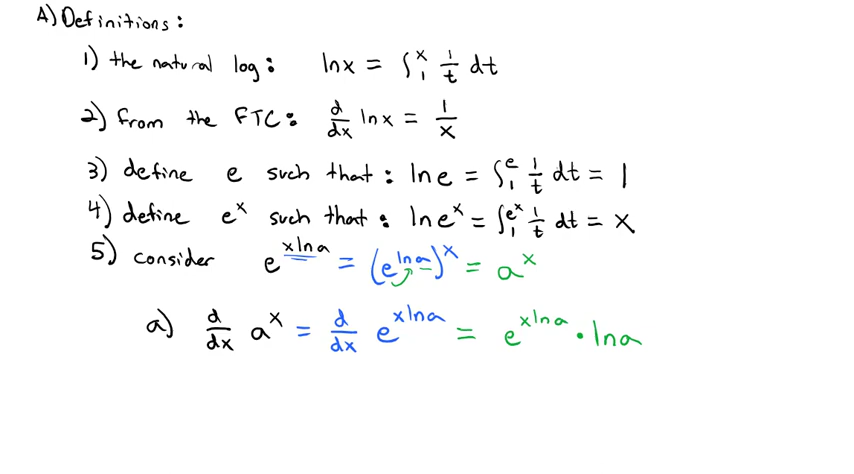 A) Definitions:
1) the natural log: ln x = ∫₁ˣ 1/t dt
2) from the FTC: d/dx ln x = 1/x
3) define e such that: ln e = ∫₁ᵉ 1/t dt = 1
4) define eˣ such that: ln eˣ = ∫₁^(eˣ) 1/t dt = x
5) consider e^(x ln a) = (e^(ln a))ˣ = aˣ
a) d/dx aˣ = d/dx e^(x ln a) = e^(x ln a) · ln a